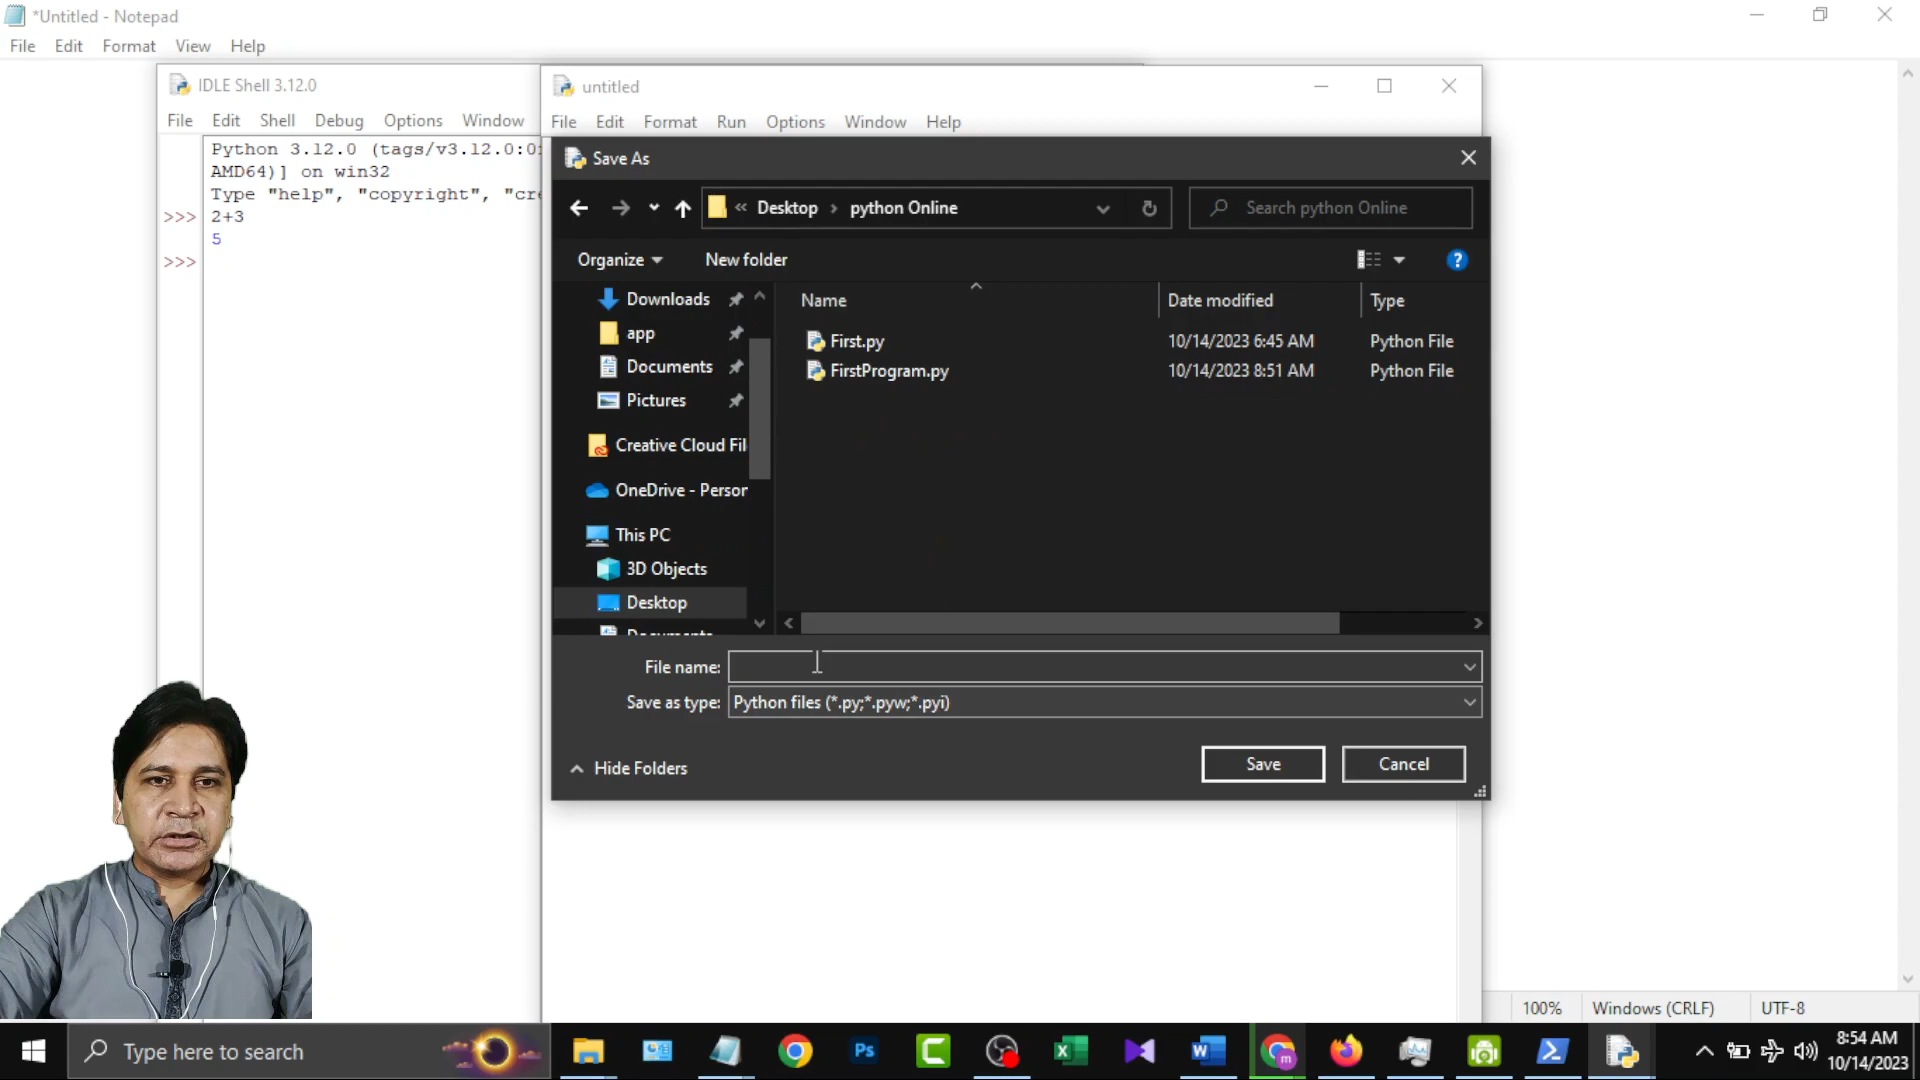 *Untitled - Notepad
File Edit Format View Help
IDLE Shell 3.12.0
File Edit Shell Debug Options Window
Python 3.12.0 (tags/v3.12.0:0
AMD64)] on win32
Type "help", "copyright", "cre
>>> 2+3
5
>>>
untitled
File Edit Format Run Options Window Help
Save As
« Desktop › python Online
Search python Online
Organize New folder
Downloads
app
Documents
Pictures
Creative Cloud Fil
OneDrive - Person
This PC
3D Objects
Desktop
Documents
Name Date modified Type
First.py 10/14/2023 6:45 AM Python File
FirstProgram.py 10/14/2023 8:51 AM Python File
File name:
Save as type: Python files (*.py;*.pyw;*.pyi)
Hide Folders Save Cancel
100% Windows (CRLF) UTF-8
Type here to search
8:54 AM
10/14/2023